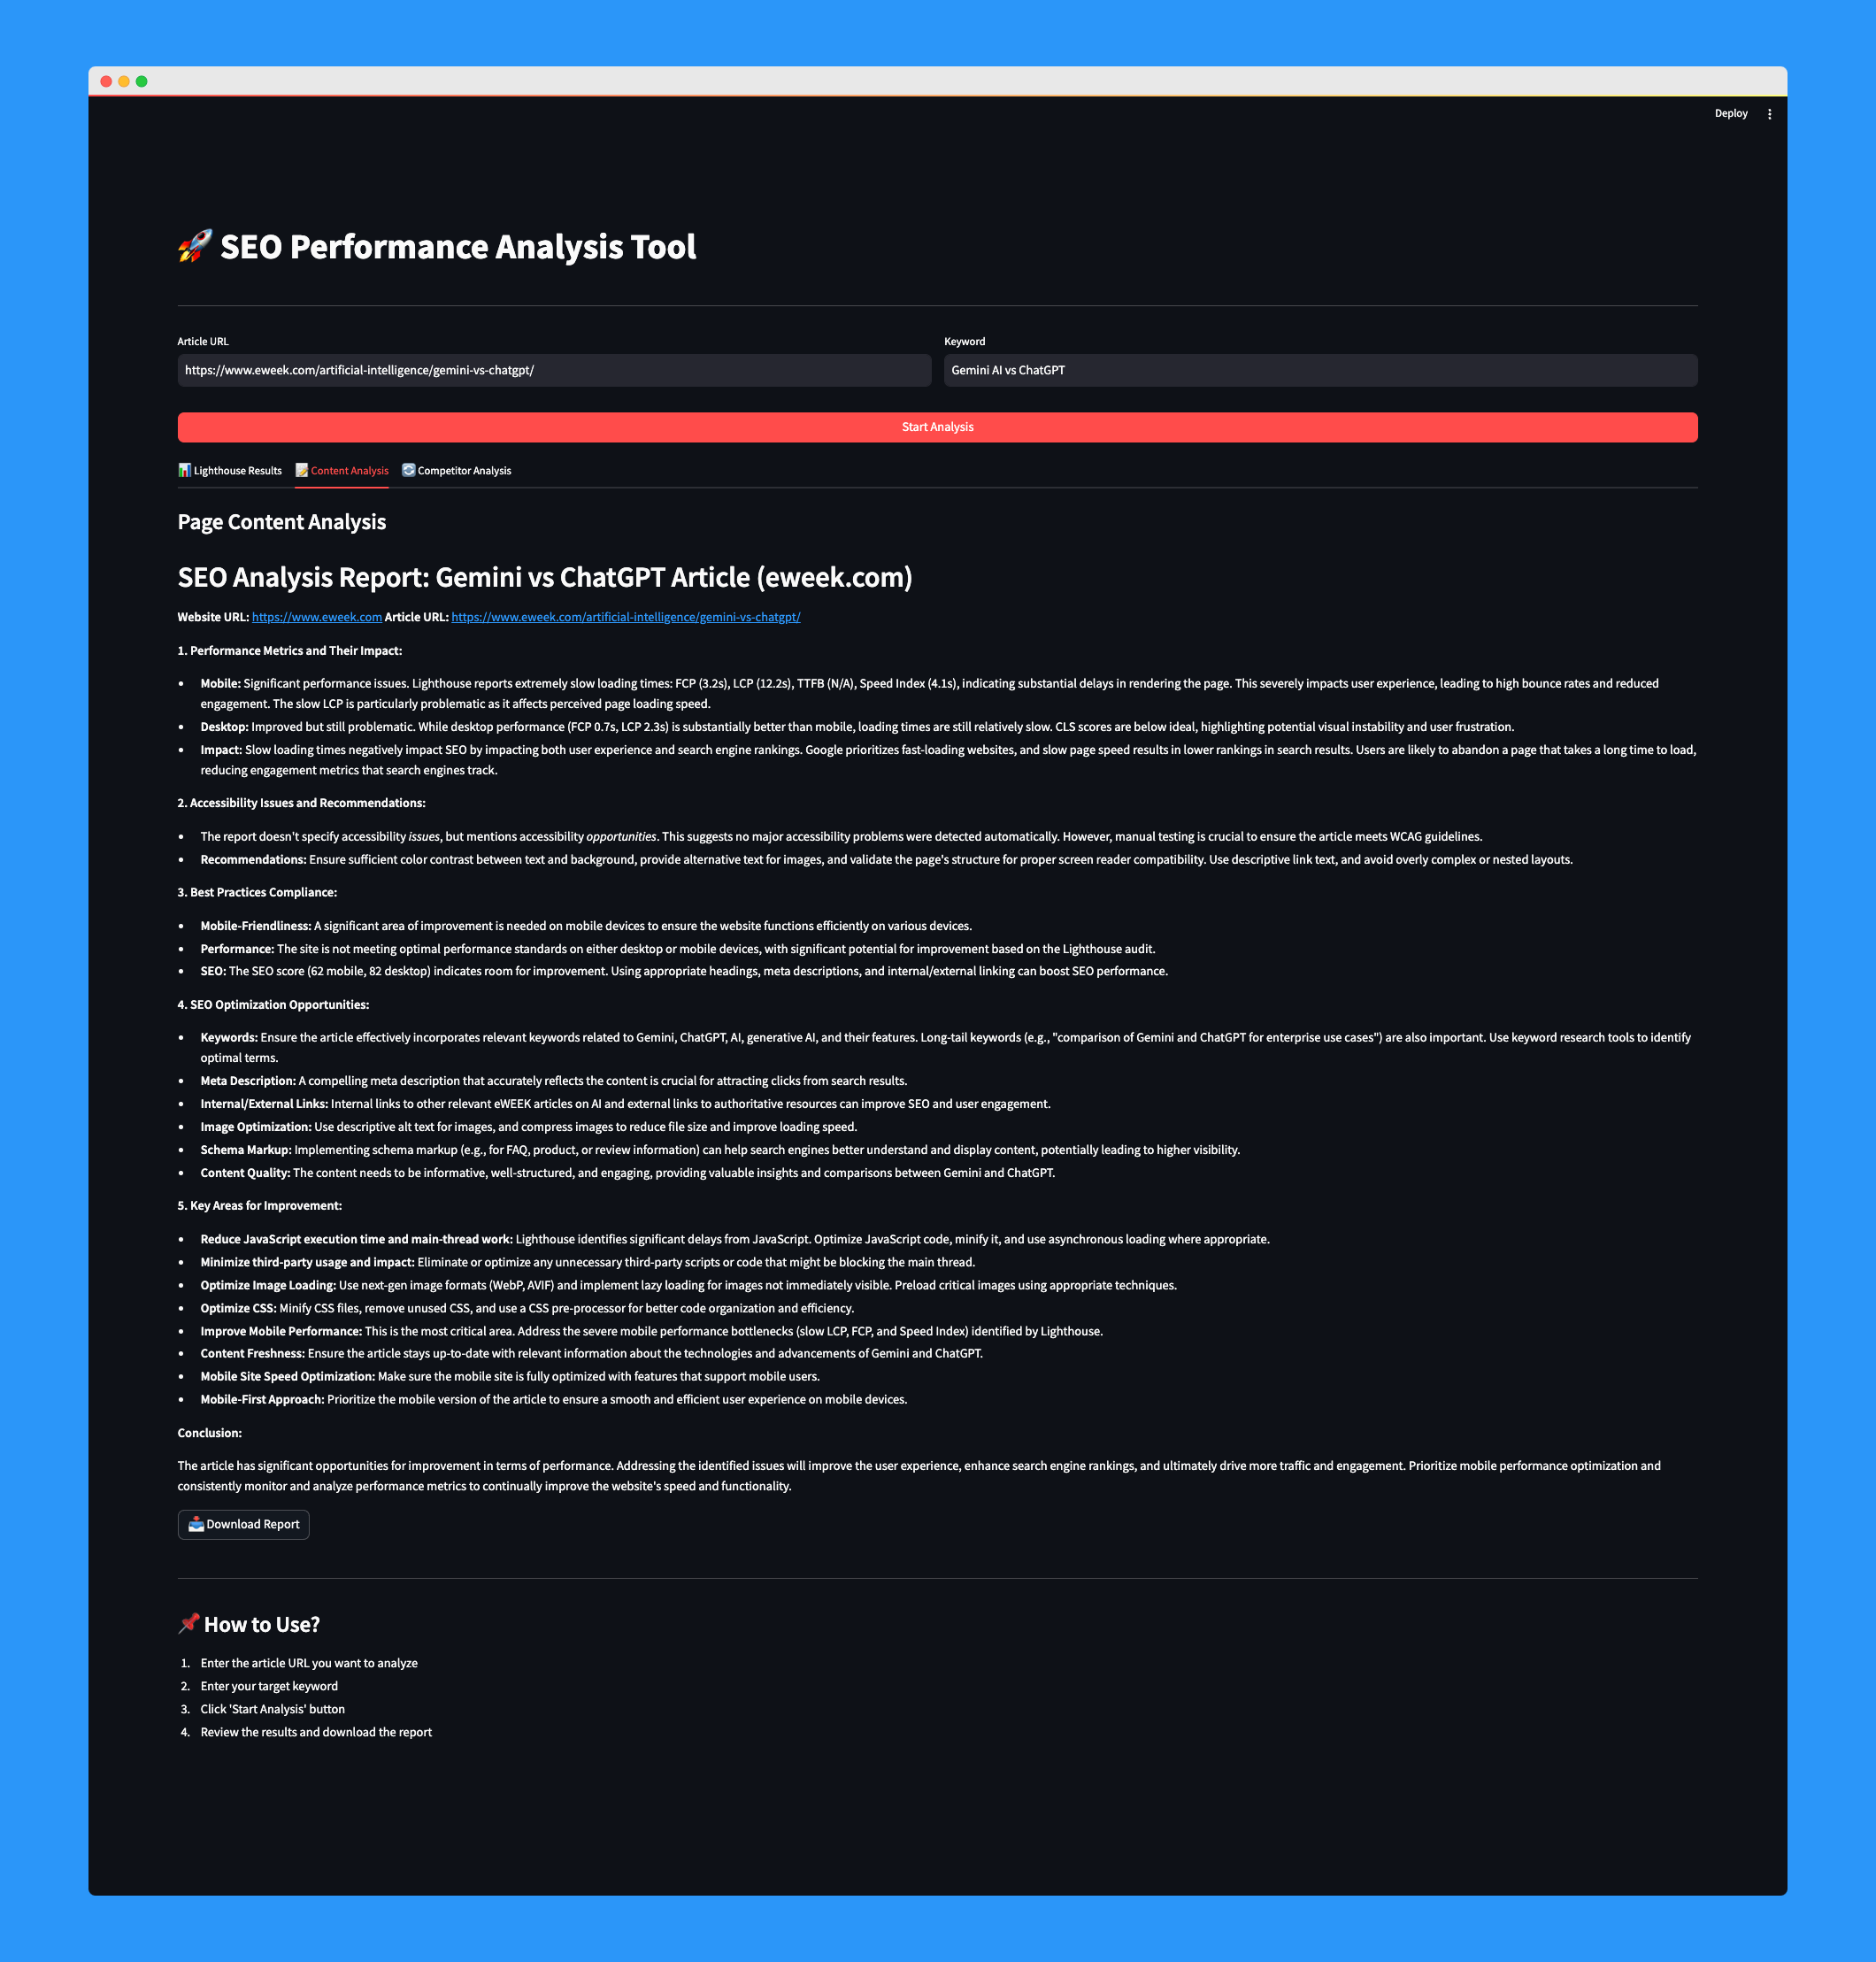 Deploy
🚀 SEO Performance Analysis Tool
Article URL
Keyword
https://www.eweek.com/artificial-intelligence/gemini-vs-chatgpt/
Gemini AI vs ChatGPT
Start Analysis
📊 Lighthouse Results 📝 Content Analysis 🔄 Competitor Analysis
Page Content Analysis
SEO Analysis Report: Gemini vs ChatGPT Article (eweek.com)
Website URL: https://www.eweek.com Article URL: https://www.eweek.com/artificial-intelligence/gemini-vs-chatgpt/
1. Performance Metrics and Their Impact:
• Mobile: Significant performance issues. Lighthouse reports extremely slow loading times: FCP (3.2s), LCP (12.2s), TTFB (N/A), Speed Index (4.1s), indicating substantial delays in rendering the page. This severely impacts user experience, leading to high bounce rates and reduced
engagement. The slow LCP is particularly problematic as it affects perceived page loading speed.
• Desktop: Improved but still problematic. While desktop performance (FCP 0.7s, LCP 2.3s) is substantially better than mobile, loading times are still relatively slow. CLS scores are below ideal, highlighting potential visual instability and user frustration.
• Impact: Slow loading times negatively impact SEO by impacting both user experience and search engine rankings. Google prioritizes fast-loading websites, and slow page speed results in lower rankings in search results. Users are likely to abandon a page that takes a long time to load,
reducing engagement metrics that search engines track.
2. Accessibility Issues and Recommendations:
• The report doesn't specify accessibility issues, but mentions accessibility opportunities. This suggests no major accessibility problems were detected automatically. However, manual testing is crucial to ensure the article meets WCAG guidelines.
• Recommendations: Ensure sufficient color contrast between text and background, provide alternative text for images, and validate the page's structure for proper screen reader compatibility. Use descriptive link text, and avoid overly complex or nested layouts.
3. Best Practices Compliance:
• Mobile-Friendliness: A significant area of improvement is needed on mobile devices to ensure the website functions efficiently on various devices.
• Performance: The site is not meeting optimal performance standards on either desktop or mobile devices, with significant potential for improvement based on the Lighthouse audit.
• SEO: The SEO score (62 mobile, 82 desktop) indicates room for improvement. Using appropriate headings, meta descriptions, and internal/external linking can boost SEO performance.
4. SEO Optimization Opportunities:
• Keywords: Ensure the article effectively incorporates relevant keywords related to Gemini, ChatGPT, AI, generative AI, and their features. Long-tail keywords (e.g., "comparison of Gemini and ChatGPT for enterprise use cases") are also important. Use keyword research tools to identify
optimal terms.
• Meta Description: A compelling meta description that accurately reflects the content is crucial for attracting clicks from search results.
• Internal/External Links: Internal links to other relevant eWEEK articles on AI and external links to authoritative resources can improve SEO and user engagement.
• Image Optimization: Use descriptive alt text for images, and compress images to reduce file size and improve loading speed.
• Schema Markup: Implementing schema markup (e.g., for FAQ, product, or review information) can help search engines better understand and display content, potentially leading to higher visibility.
• Content Quality: The content needs to be informative, well-structured, and engaging, providing valuable insights and comparisons between Gemini and ChatGPT.
5. Key Areas for Improvement:
• Reduce JavaScript execution time and main-thread work: Lighthouse identifies significant delays from JavaScript. Optimize JavaScript code, minify it, and use asynchronous loading where appropriate.
• Minimize third-party usage and impact: Eliminate or optimize any unnecessary third-party scripts or code that might be blocking the main thread.
• Optimize Image Loading: Use next-gen image formats (WebP, AVIF) and implement lazy loading for images not immediately visible. Preload critical images using appropriate techniques.
• Optimize CSS: Minify CSS files, remove unused CSS, and use a CSS pre-processor for better code organization and efficiency.
• Improve Mobile Performance: This is the most critical area. Address the severe mobile performance bottlenecks (slow LCP, FCP, and Speed Index) identified by Lighthouse.
• Content Freshness: Ensure the article stays up-to-date with relevant information about the technologies and advancements of Gemini and ChatGPT.
• Mobile Site Speed Optimization: Make sure the mobile site is fully optimized with features that support mobile users.
• Mobile-First Approach: Prioritize the mobile version of the article to ensure a smooth and efficient user experience on mobile devices.
Conclusion:
The article has significant opportunities for improvement in terms of performance. Addressing the identified issues will improve the user experience, enhance search engine rankings, and ultimately drive more traffic and engagement. Prioritize mobile performance optimization and
consistently monitor and analyze performance metrics to continually improve the website's speed and functionality.
📥 Download Report
📌 How to Use?
1. Enter the article URL you want to analyze
2. Enter your target keyword
3. Click 'Start Analysis' button
4. Review the results and download the report